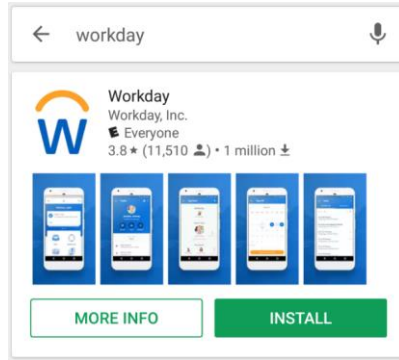 workday
Workday
Workday, Inc.
E Everyone
3.8★ (11,510 👤) • 1 million ⬇
MORE INFO
INSTALL